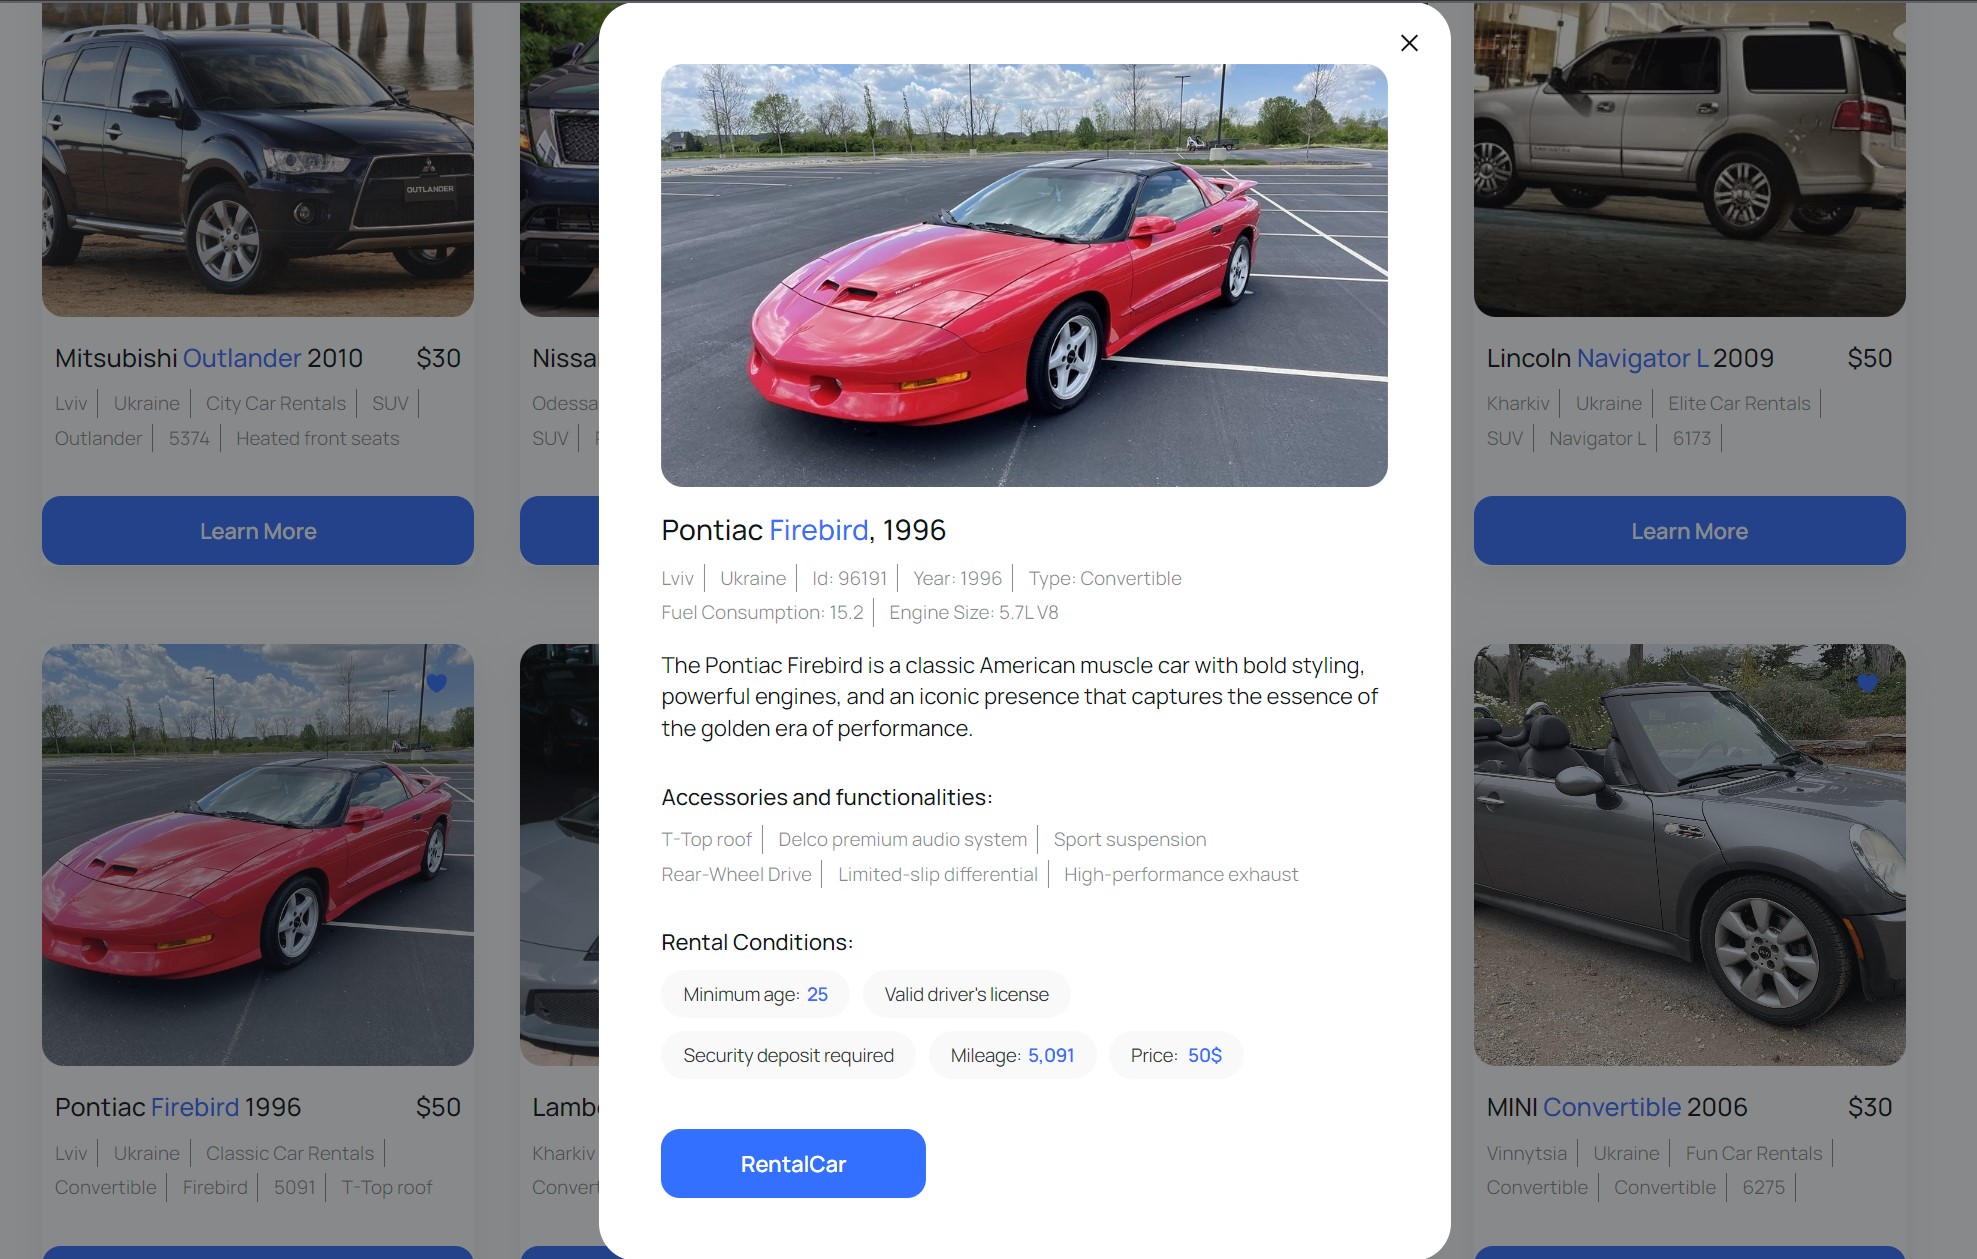 OUTLANDER
Mitsubishi Outlander 2010 $30
Lviv Ukraine City Car Rentals SUV
Outlander 5374 Heated front seats
Learn More
Odessa
SUV
Lincoln Navigator L 2009 $50
Kharkiv Ukraine Elite Car Rentals
SUV Navigator L 6173
Learn More
Pontiac Firebird 1996 $50
Lviv Ukraine Classic Car Rentals
Convertible Firebird 5091 T-Top roof
Kharkiv
MINI Convertible 2006 $30
Vinnytsia Ukraine Fun Car Rentals
Convertible Convertible 6275
Pontiac Firebird, 1996
Lviv Ukraine Id: 96191 Year: 1996 Type: Convertible
Fuel Consumption: 15.2 Engine Size: 5.7L V8
The Pontiac Firebird is a classic American muscle car with bold styling,
powerful engines, and an iconic presence that captures the essence of
the golden era of performance.
Accessories and functionalities:
T-Top roof Delco premium audio system Sport suspension
Rear-Wheel Drive Limited-slip differential High-performance exhaust
Rental Conditions:
Minimum age: 25 Valid driver's license
Security deposit required Mileage: 5,091 Price: 50$
RentalCar